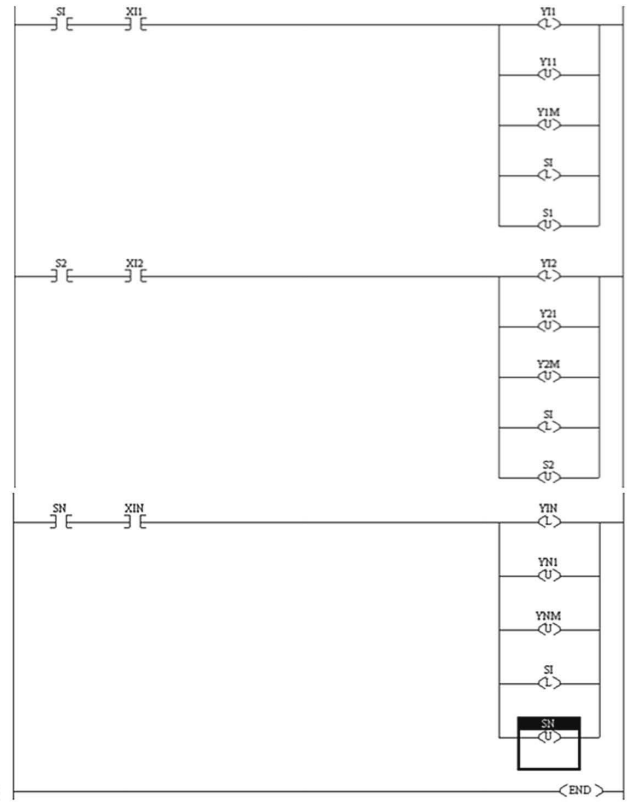 SI XI1 YI1
L
Y11
U
Y1M
U
SI
L
S1
U
S2 XI2 YI2
L
Y21
U
Y2M
U
SI
L
S2
U
SN XIN YIN
L
YN1
U
YNM
U
SI
L
SN
U
END